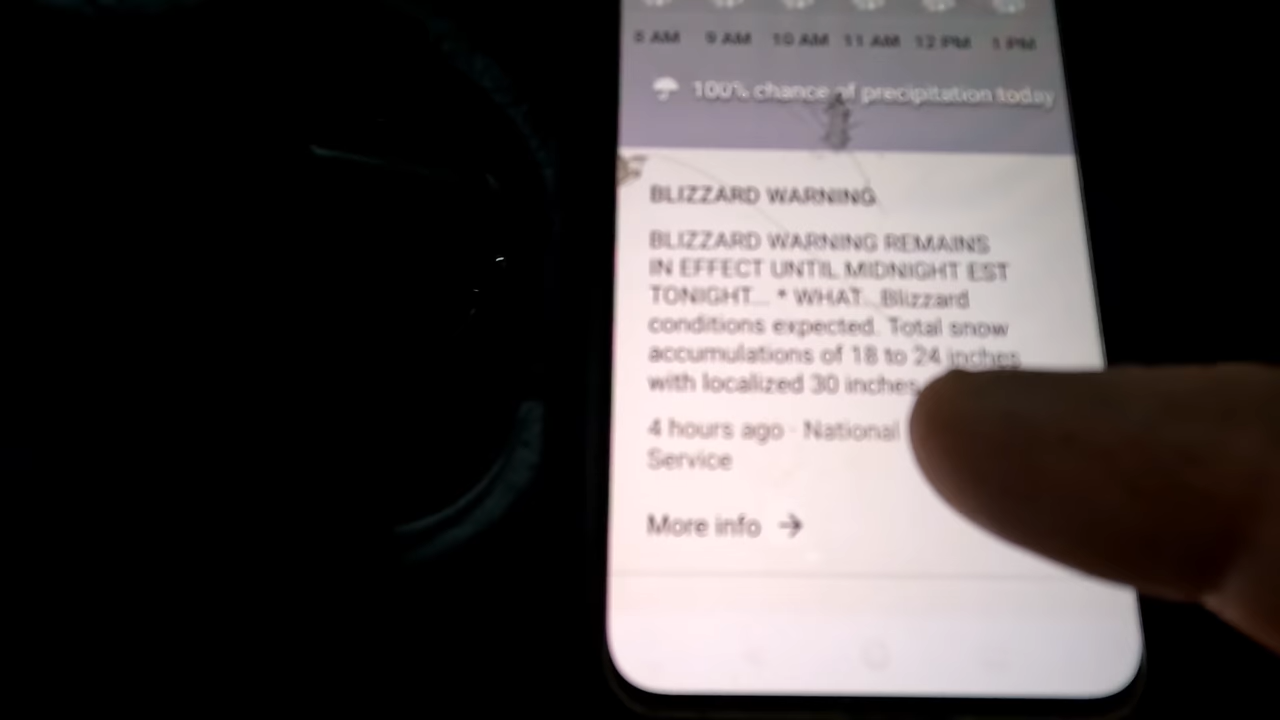 8 AM 9 AM 10 AM 11 AM 12 PM 1 PM
100% chance of precipitation today
BLIZZARD WARNING
BLIZZARD WARNING REMAINS
IN EFFECT UNTIL MIDNIGHT EST
TONIGHT... * WHAT...Blizzard
conditions expected. Total snow
accumulations of 18 to 24 inches
with localized 30 inches
4 hours ago · National
Service
More info →